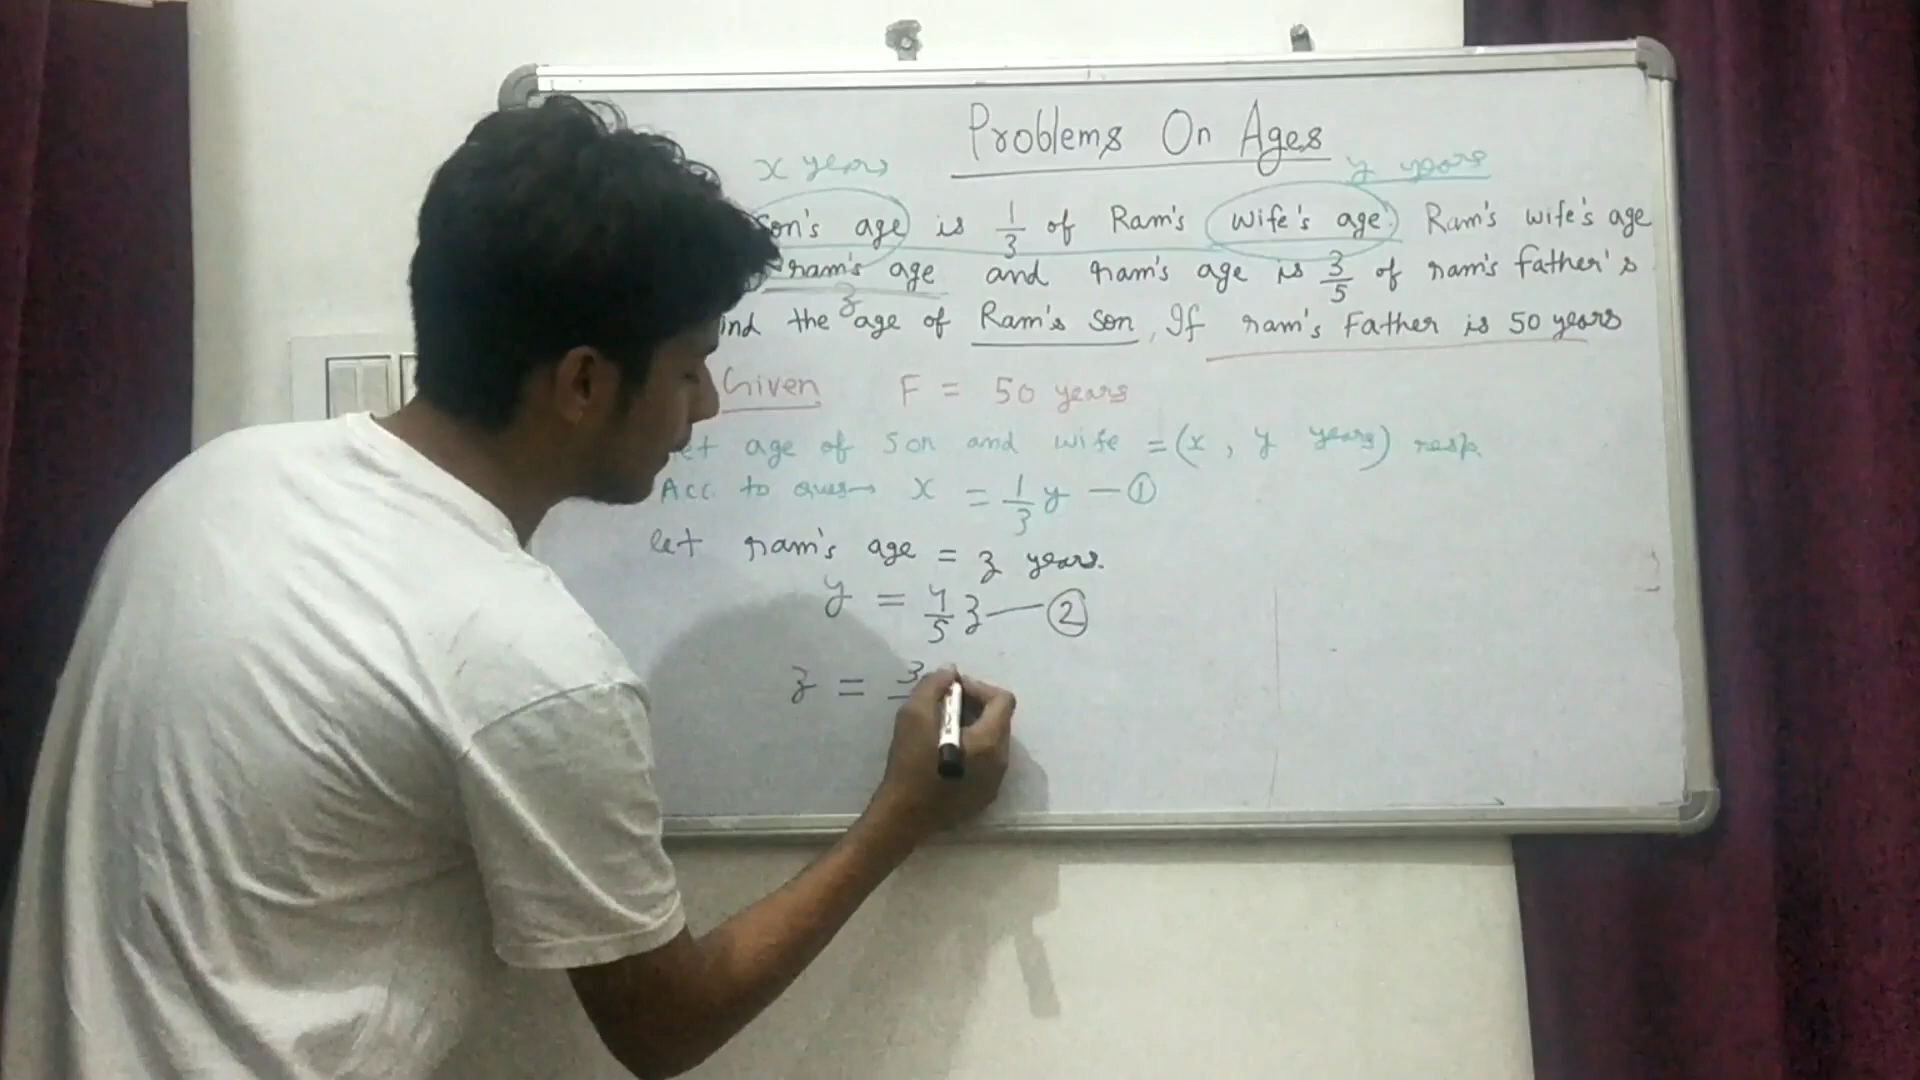 Problems On Ages
x years
y years
son's age is 1/3 of Ram's wife's age. Ram's wife's age
ram's age and ram's age is 3/5 of ram's father's
z
ind the age of Ram's son, If ram's Father is 50 years
Given F = 50 years
et age of son and wife = (x, y years) resp.
Acc. to ques→ x = 1/3 y — ①
let ram's age = z years.
y = 4/5 z — ②
z = 3